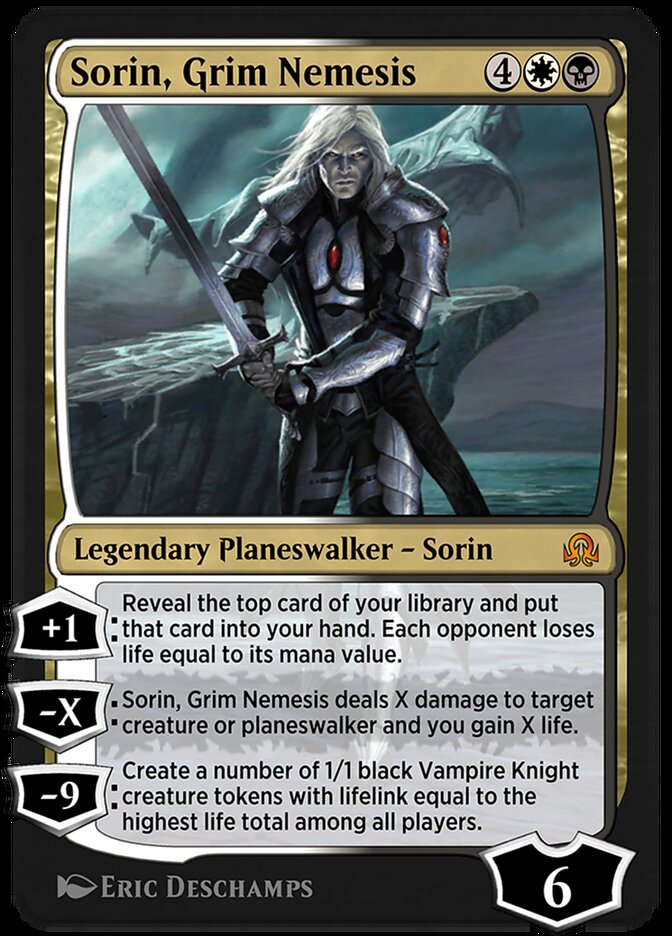 Sorin, Grim Nemesis 4
Legendary Planeswalker – Sorin
+1: Reveal the top card of your library and put
that card into your hand. Each opponent loses
life equal to its mana value.
−X: Sorin, Grim Nemesis deals X damage to target
creature or planeswalker and you gain X life.
−9: Create a number of 1/1 black Vampire Knight
creature tokens with lifelink equal to the
highest life total among all players.
Eric Deschamps 6